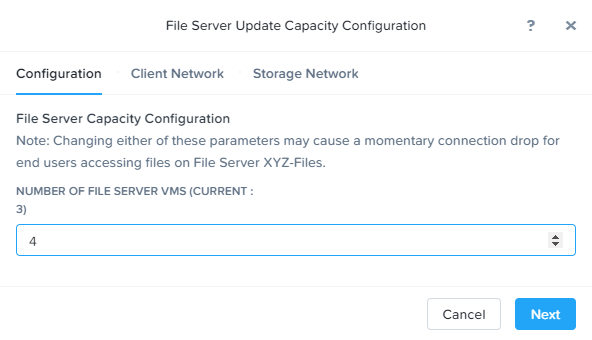 File Server Update Capacity Configuration
? ×
Configuration Client Network Storage Network
File Server Capacity Configuration
Note: Changing either of these parameters may cause a momentary connection drop for
end users accessing files on File Server XYZ-Files.
NUMBER OF FILE SERVER VMS (CURRENT :
3)
4
Cancel Next